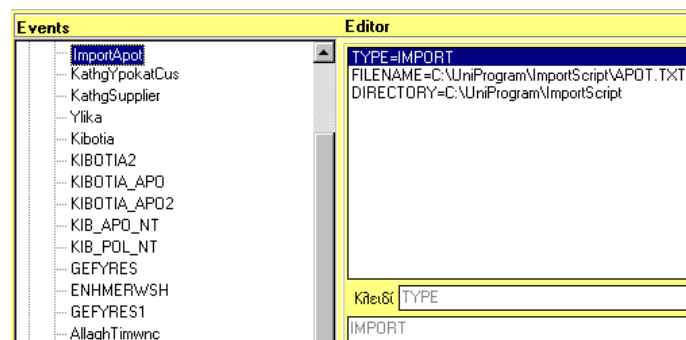 Events
ImportApot
KathgYpokatCus
KathgSupplier
Ylika
Kibotia
KIBOTIA2
KIBOTIA_APO
KIBOTIA_APO2
KIB_APO_NT
KIB_POL_NT
GEFYRES
ENHMERWSH
GEFYRES1
AllaghTimwnc
Editor
TYPE=IMPORT
FILENAME=C:\UniProgram\ImportScript\APOT.TXT
DIRECTORY=C:\UniProgram\ImportScript
Κλειδί TYPE
IMPORT